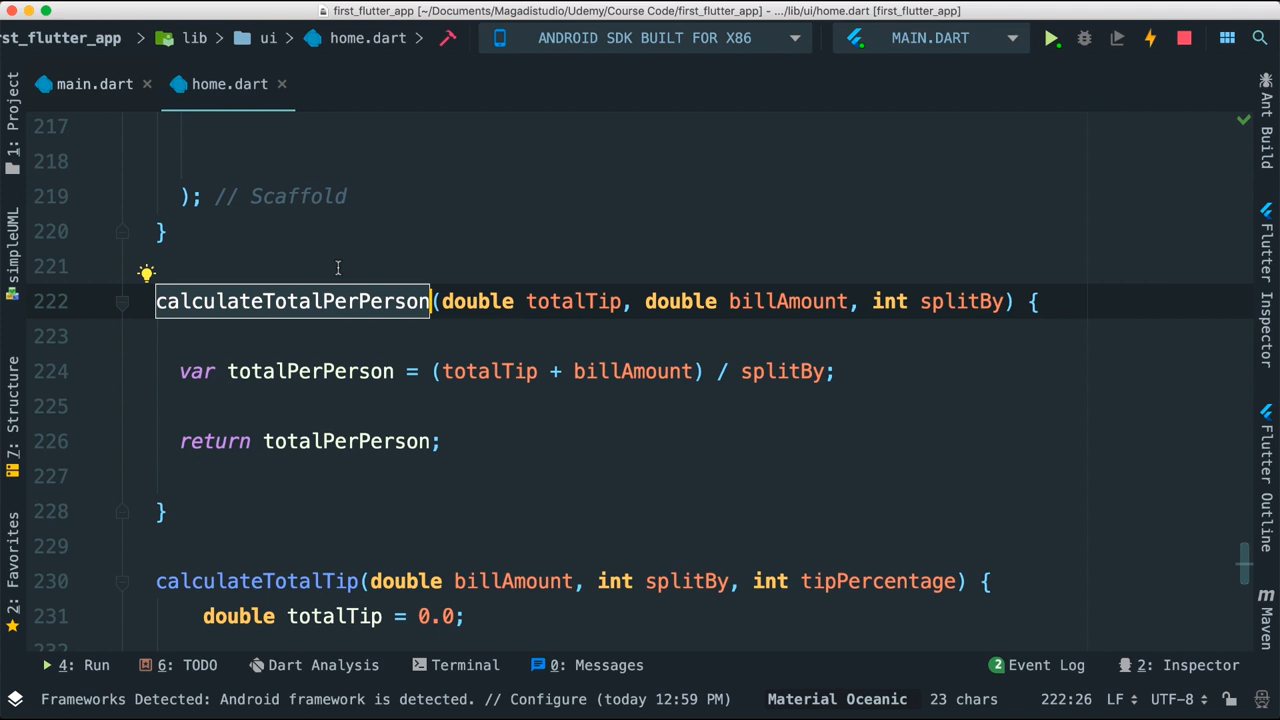 first_flutter_app [~/Documents/Magadistudio/Udemy/Course Code/first_flutter_app] - .../lib/ui/home.dart [first_flutter_app]
rst_flutter_app lib ui home.dart ANDROID SDK BUILT FOR X86 MAIN.DART
main.dart home.dart
1: Project
simpleUML
7: Structure
2: Favorites
217
218
219 ); // Scaffold
220 }
221
222 calculateTotalPerPerson(double totalTip, double billAmount, int splitBy) {
223
224 var totalPerPerson = (totalTip + billAmount) / splitBy;
225
226 return totalPerPerson;
227
228 }
229
230 calculateTotalTip(double billAmount, int splitBy, int tipPercentage) {
231 double totalTip = 0.0;
232
Ant Build
Flutter Inspector
Flutter Outline
m Maven
4: Run 6: TODO Dart Analysis Terminal 0: Messages 2 Event Log 2: Inspector
Frameworks Detected: Android framework is detected. // Configure (today 12:59 PM) Material Oceanic 23 chars 222:26 LF UTF-8